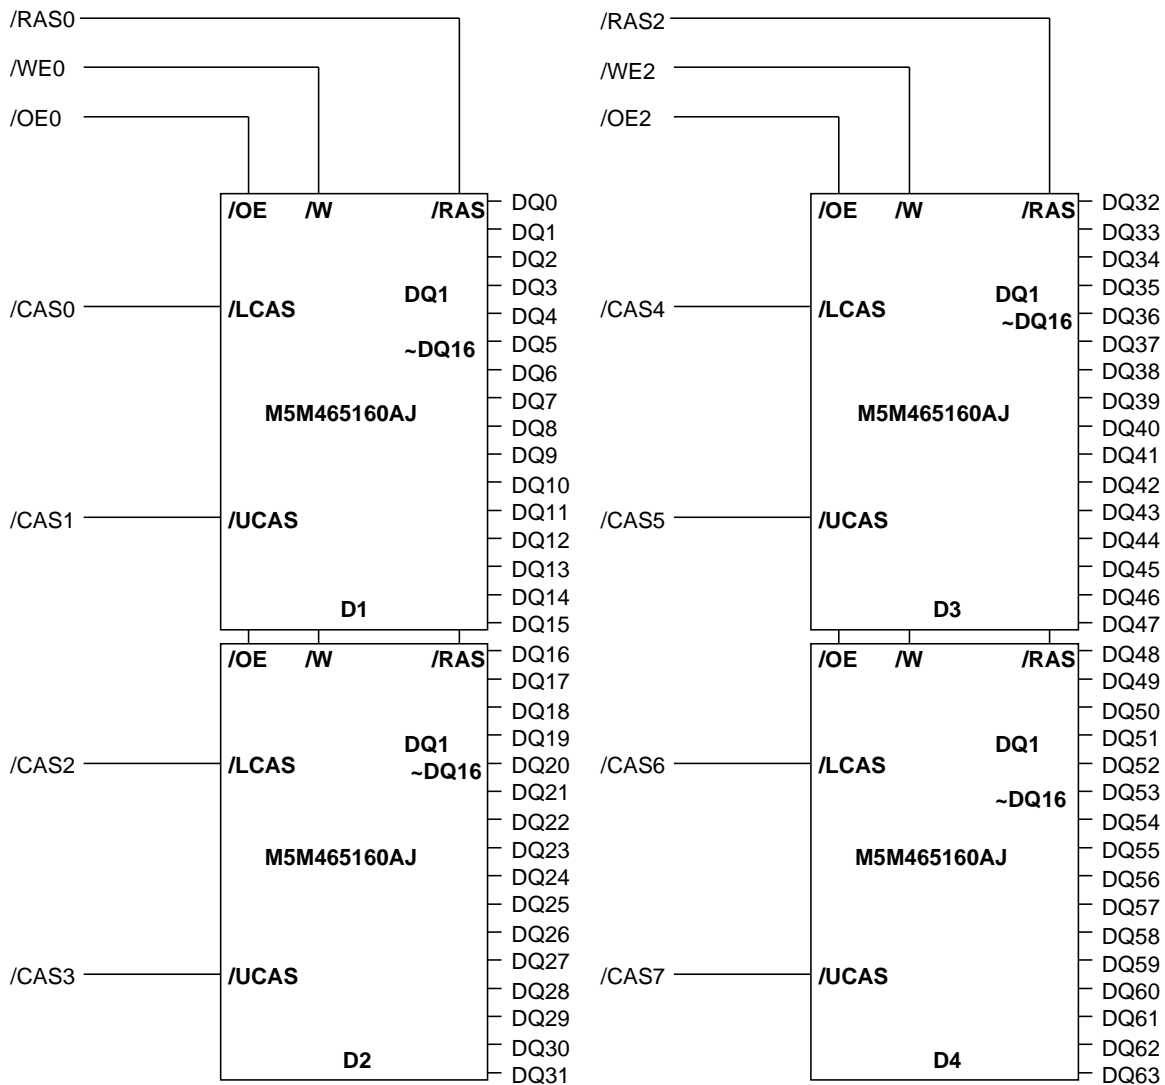 /RAS0
/WE0
/OE0
/OE /W /RAS
/CAS0
/LCAS
DQ1
~DQ16
M5M465160AJ
/CAS1
/UCAS
D1
DQ0
DQ1
DQ2
DQ3
DQ4
DQ5
DQ6
DQ7
DQ8
DQ9
DQ10
DQ11
DQ12
DQ13
DQ14
DQ15
/OE /W /RAS
/CAS2
/LCAS
DQ1
~DQ16
M5M465160AJ
/CAS3
/UCAS
D2
DQ16
DQ17
DQ18
DQ19
DQ20
DQ21
DQ22
DQ23
DQ24
DQ25
DQ26
DQ27
DQ28
DQ29
DQ30
DQ31
/RAS2
/WE2
/OE2
/OE /W /RAS
/CAS4
/LCAS
DQ1
~DQ16
M5M465160AJ
/CAS5
/UCAS
D3
DQ32
DQ33
DQ34
DQ35
DQ36
DQ37
DQ38
DQ39
DQ40
DQ41
DQ42
DQ43
DQ44
DQ45
DQ46
DQ47
/OE /W /RAS
/CAS6
/LCAS
DQ1
~DQ16
M5M465160AJ
/CAS7
/UCAS
D4
DQ48
DQ49
DQ50
DQ51
DQ52
DQ53
DQ54
DQ55
DQ56
DQ57
DQ58
DQ59
DQ60
DQ61
DQ62
DQ63